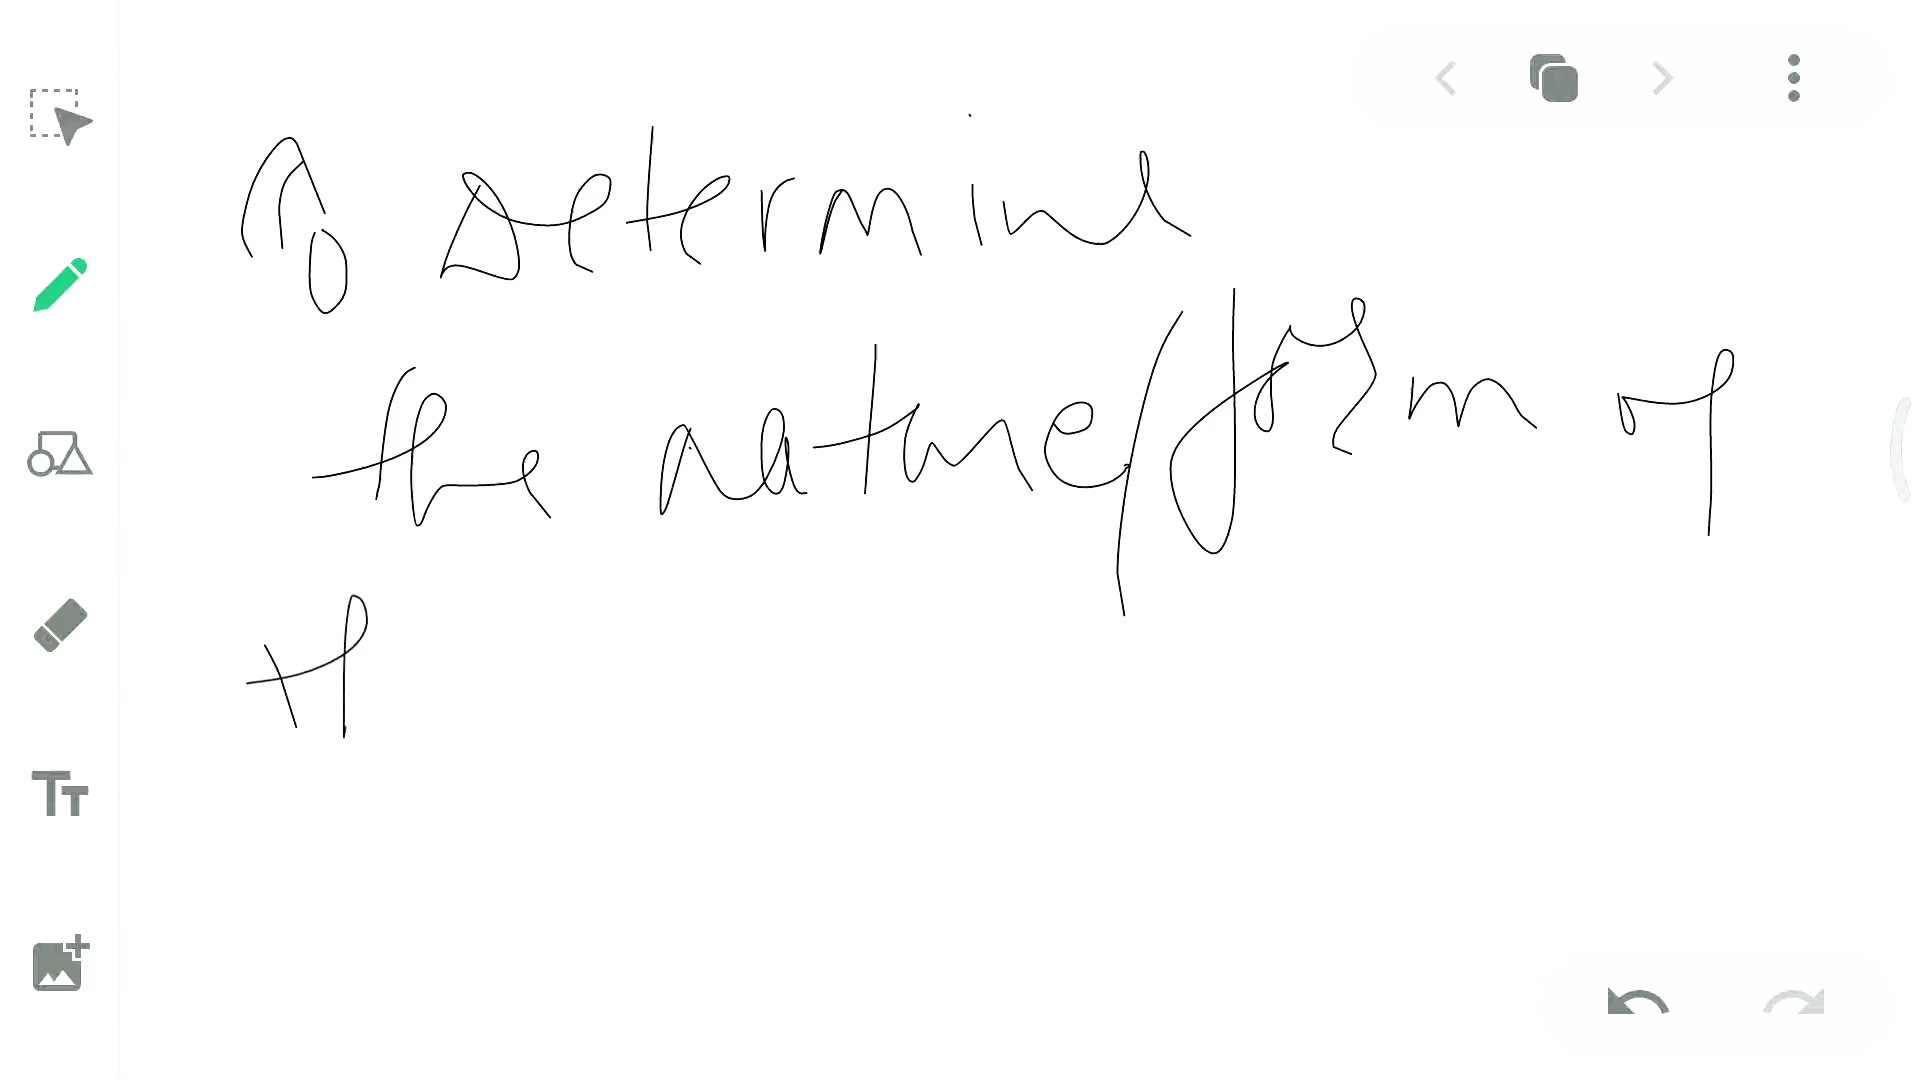 To Determine
the nature/form of